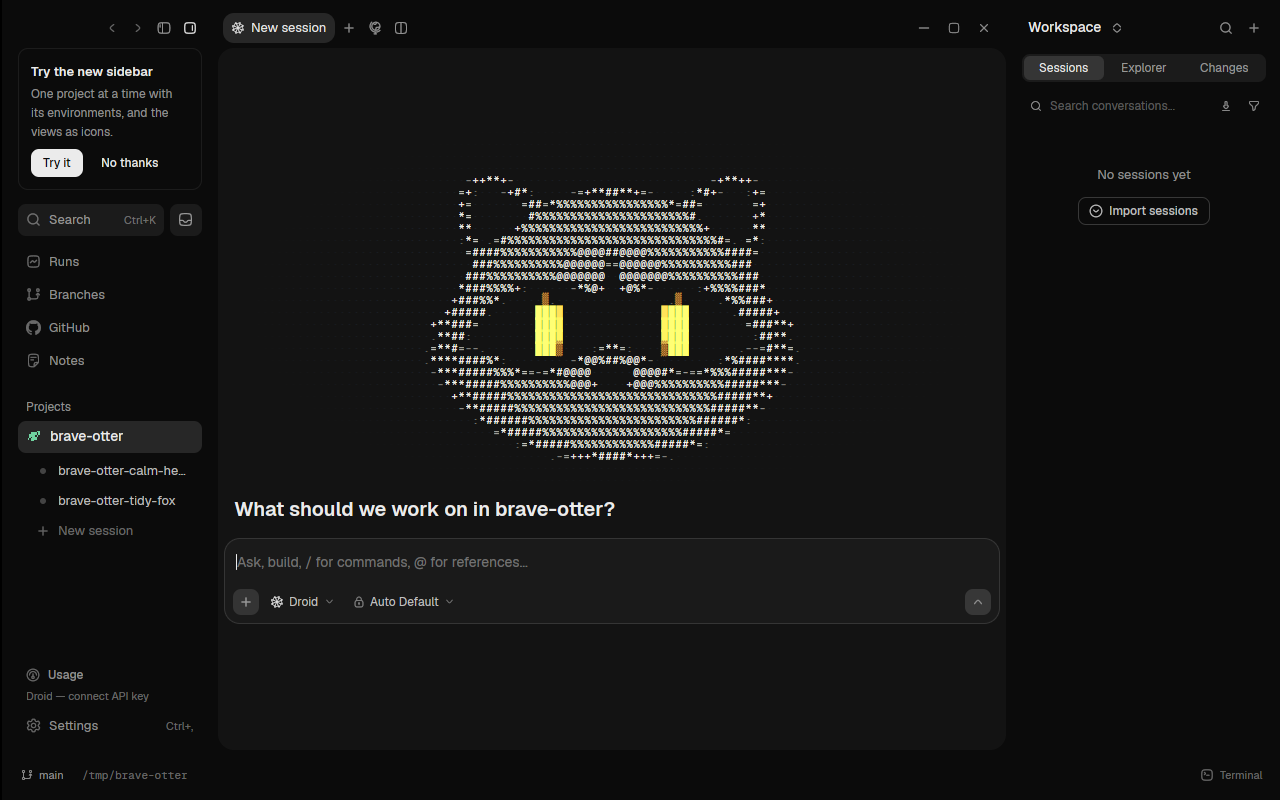 New session
Workspace
Try the new sidebar
One project at a time with
its environments, and the
views as icons.
Try it
No thanks
Search
Ctrl+K
Runs
Branches
GitHub
Notes
Projects
brave-otter
brave-otter-calm-he...
brave-otter-tidy-fox
New session
Usage
Droid — connect API key
Settings
Ctrl+,
main
/tmp/brave-otter
What should we work on in brave-otter?
Ask, build, / for commands, @ for references...
Droid
Auto Default
Sessions
Explorer
Changes
Search conversations...
No sessions yet
Import sessions
Terminal